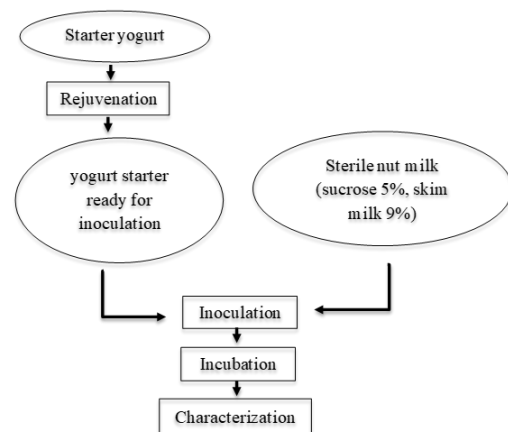 Starter yogurt
Rejuvenation
yogurt starter
ready for
inoculation
Sterile nut milk
(sucrose 5%, skim
milk 9%)
Inoculation
Incubation
Characterization